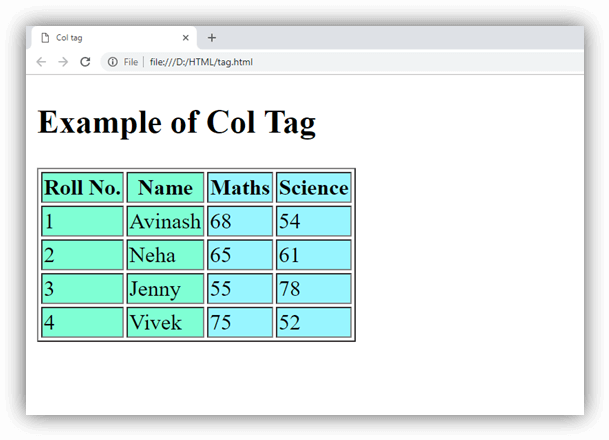 Col tag
File file:///D:/HTML/tag.html
Example of Col Tag
Roll No. Name Maths Science
1 Avinash 68 54
2 Neha 65 61
3 Jenny 55 78
4 Vivek 75 52